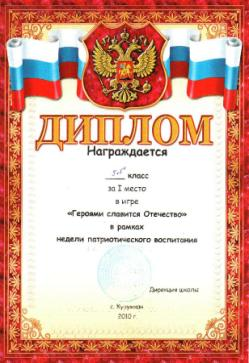 ДИПЛОМ
Награждается
класс
за I место
в игре
«Героями славится Отечество»
в рамках
недели патриотического воспитания
Дирекция школы
2010 г.